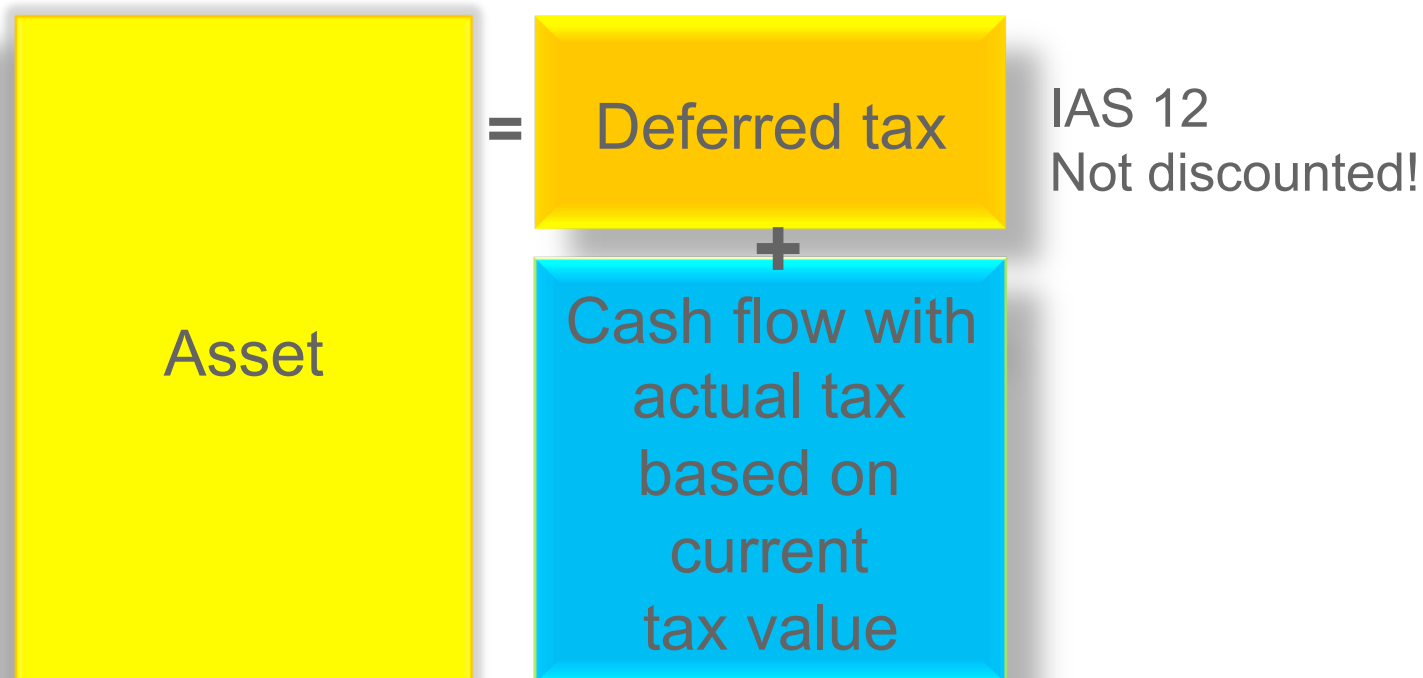 Asset
=
Deferred tax
IAS 12
Not discounted!
+
Cash flow with
actual tax
based on
current
tax value